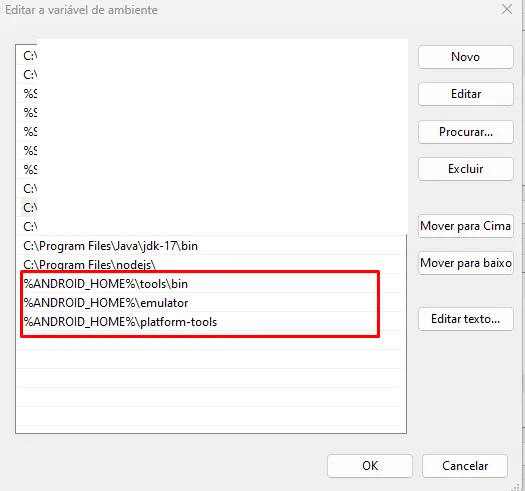 Editar a variável de ambiente
C:
C:\
%S
%S
%S
%S
%S
C:\
C:\
C:\
C:\Program Files\Java\jdk-17\bin
C:\Program Files\nodejs\
%ANDROID_HOME%\tools\bin
%ANDROID_HOME%\emulator
%ANDROID_HOME%\platform-tools
Novo
Editar
Procurar...
Excluir
Mover para Cima
Mover para baixo
Editar texto...
OK
Cancelar